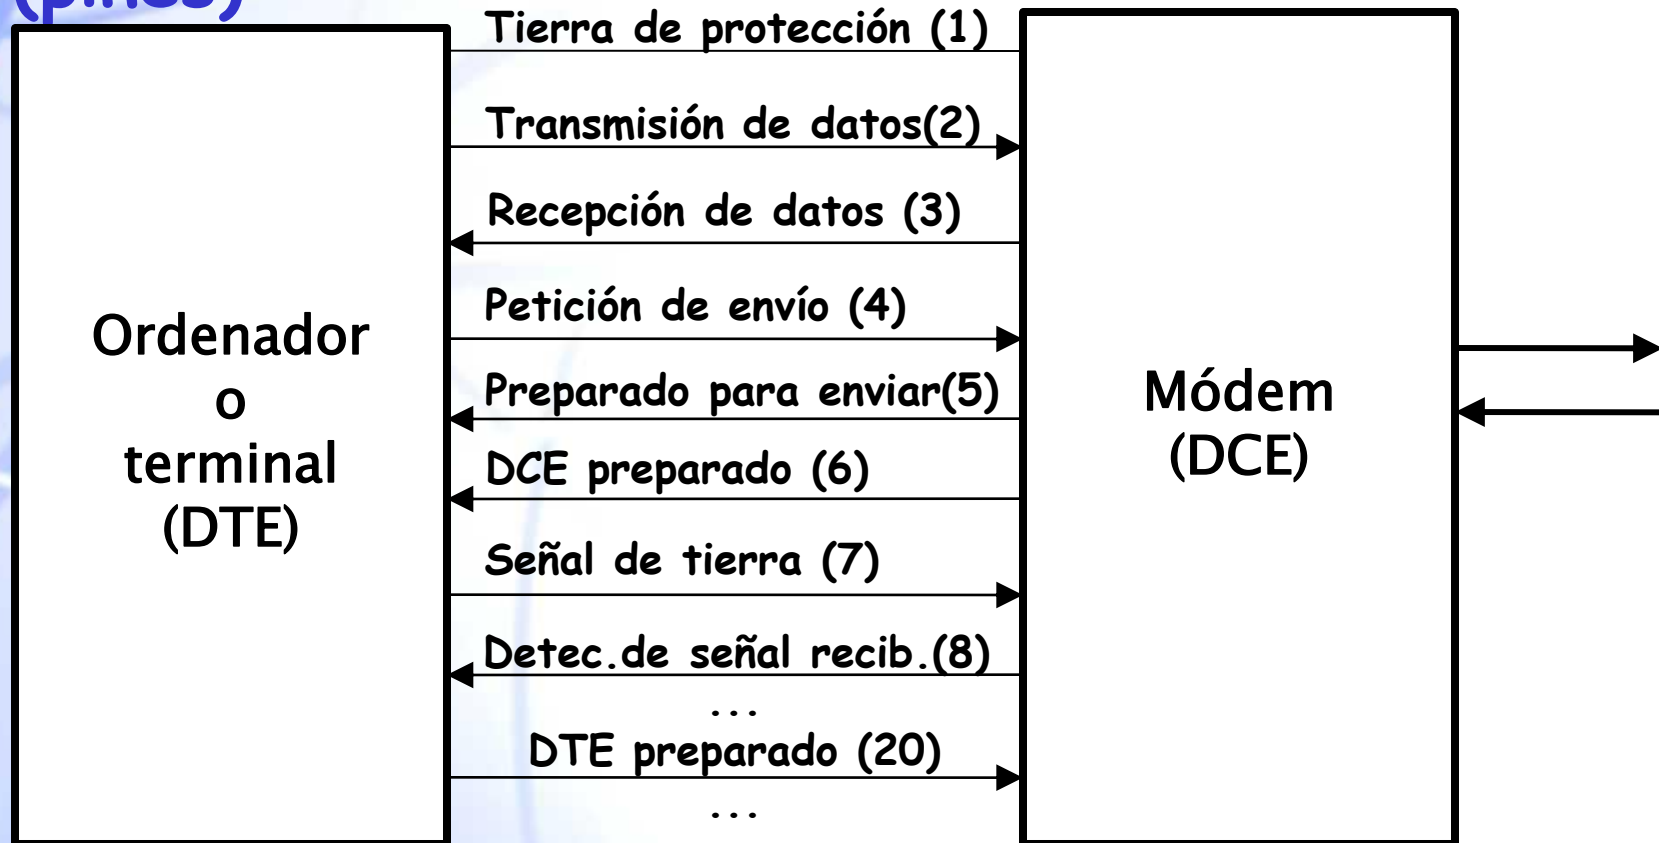 (pines)
Tierra de protección (1)
Transmisión de datos(2)
Recepción de datos (3)
Petición de envío (4)
Preparado para enviar(5)
DCE preparado (6)
Señal de tierra (7)
Detec.de señal recib.(8)
...
DTE preparado (20)
...
Ordenador
o
terminal
(DTE)
Módem
(DCE)